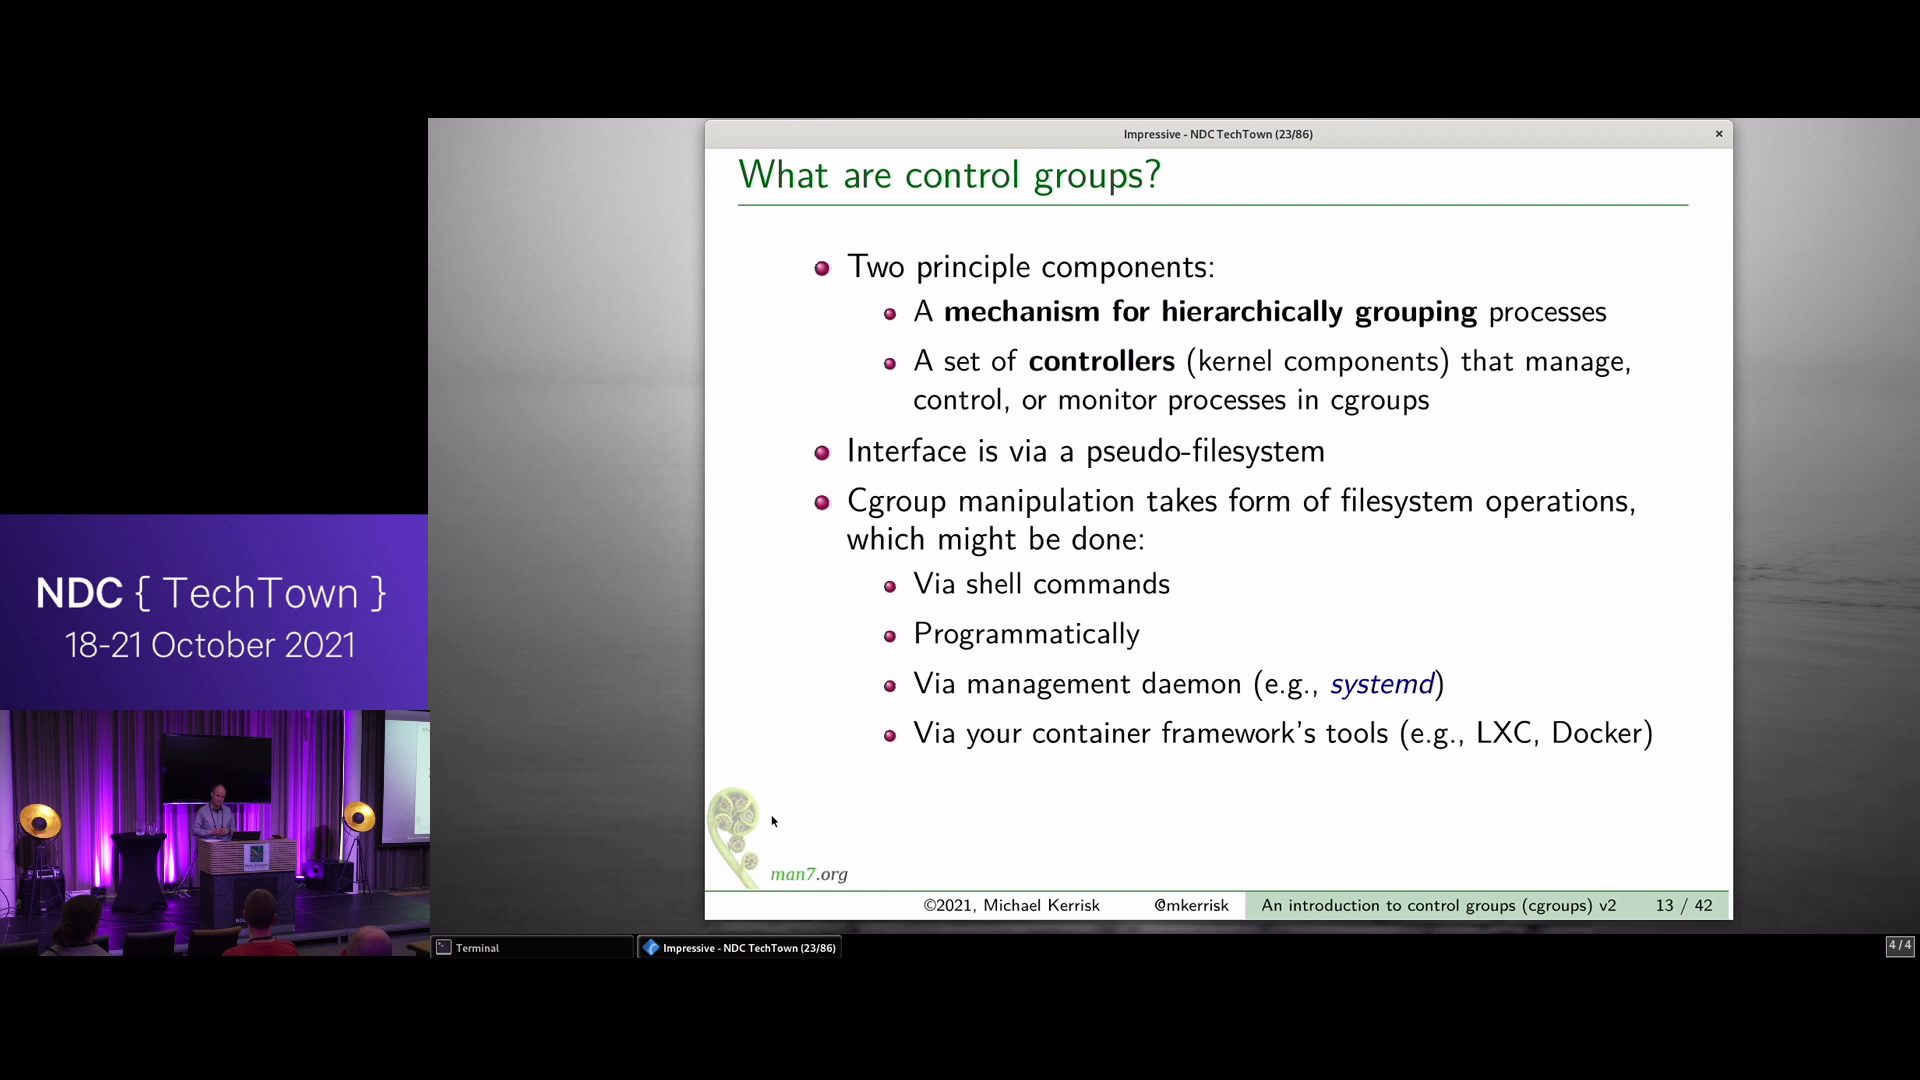 Impressive - NDC TechTown (23/86)
What are control groups?
Two principle components:
A mechanism for hierarchically grouping processes
A set of controllers (kernel components) that manage,
control, or monitor processes in cgroups
Interface is via a pseudo-filesystem
Cgroup manipulation takes form of filesystem operations,
which might be done:
Via shell commands
Programmatically
Via management daemon (e.g., systemd)
Via your container framework's tools (e.g., LXC, Docker)
man7.org
©2021, Michael Kerrisk @mkerrisk An introduction to control groups (cgroups) v2 13 / 42
NDC { TechTown }
18-21 October 2021
Terminal
Impressive - NDC TechTown (23/86)
4/4